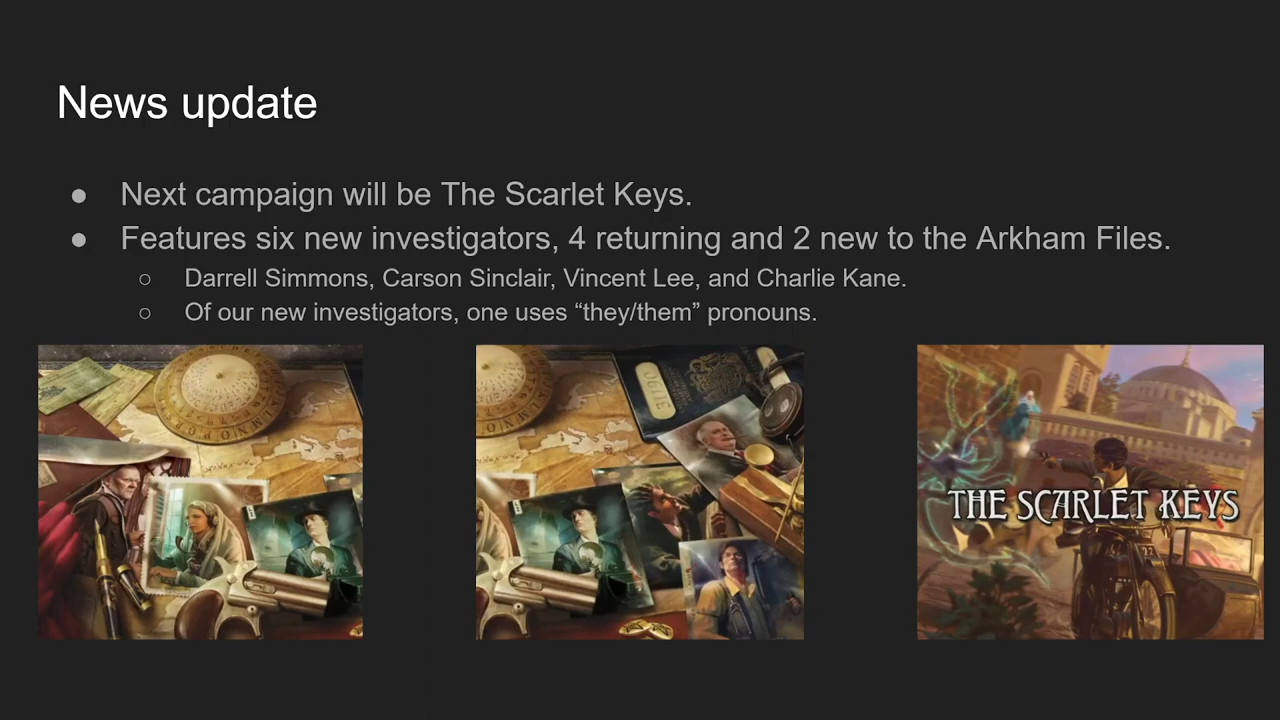 News update
● Next campaign will be The Scarlet Keys.
● Features six new investigators, 4 returning and 2 new to the Arkham Files.
○ Darrell Simmons, Carson Sinclair, Vincent Lee, and Charlie Kane.
○ Of our new investigators, one uses “they/them” pronouns.
THE SCARLET KEYS